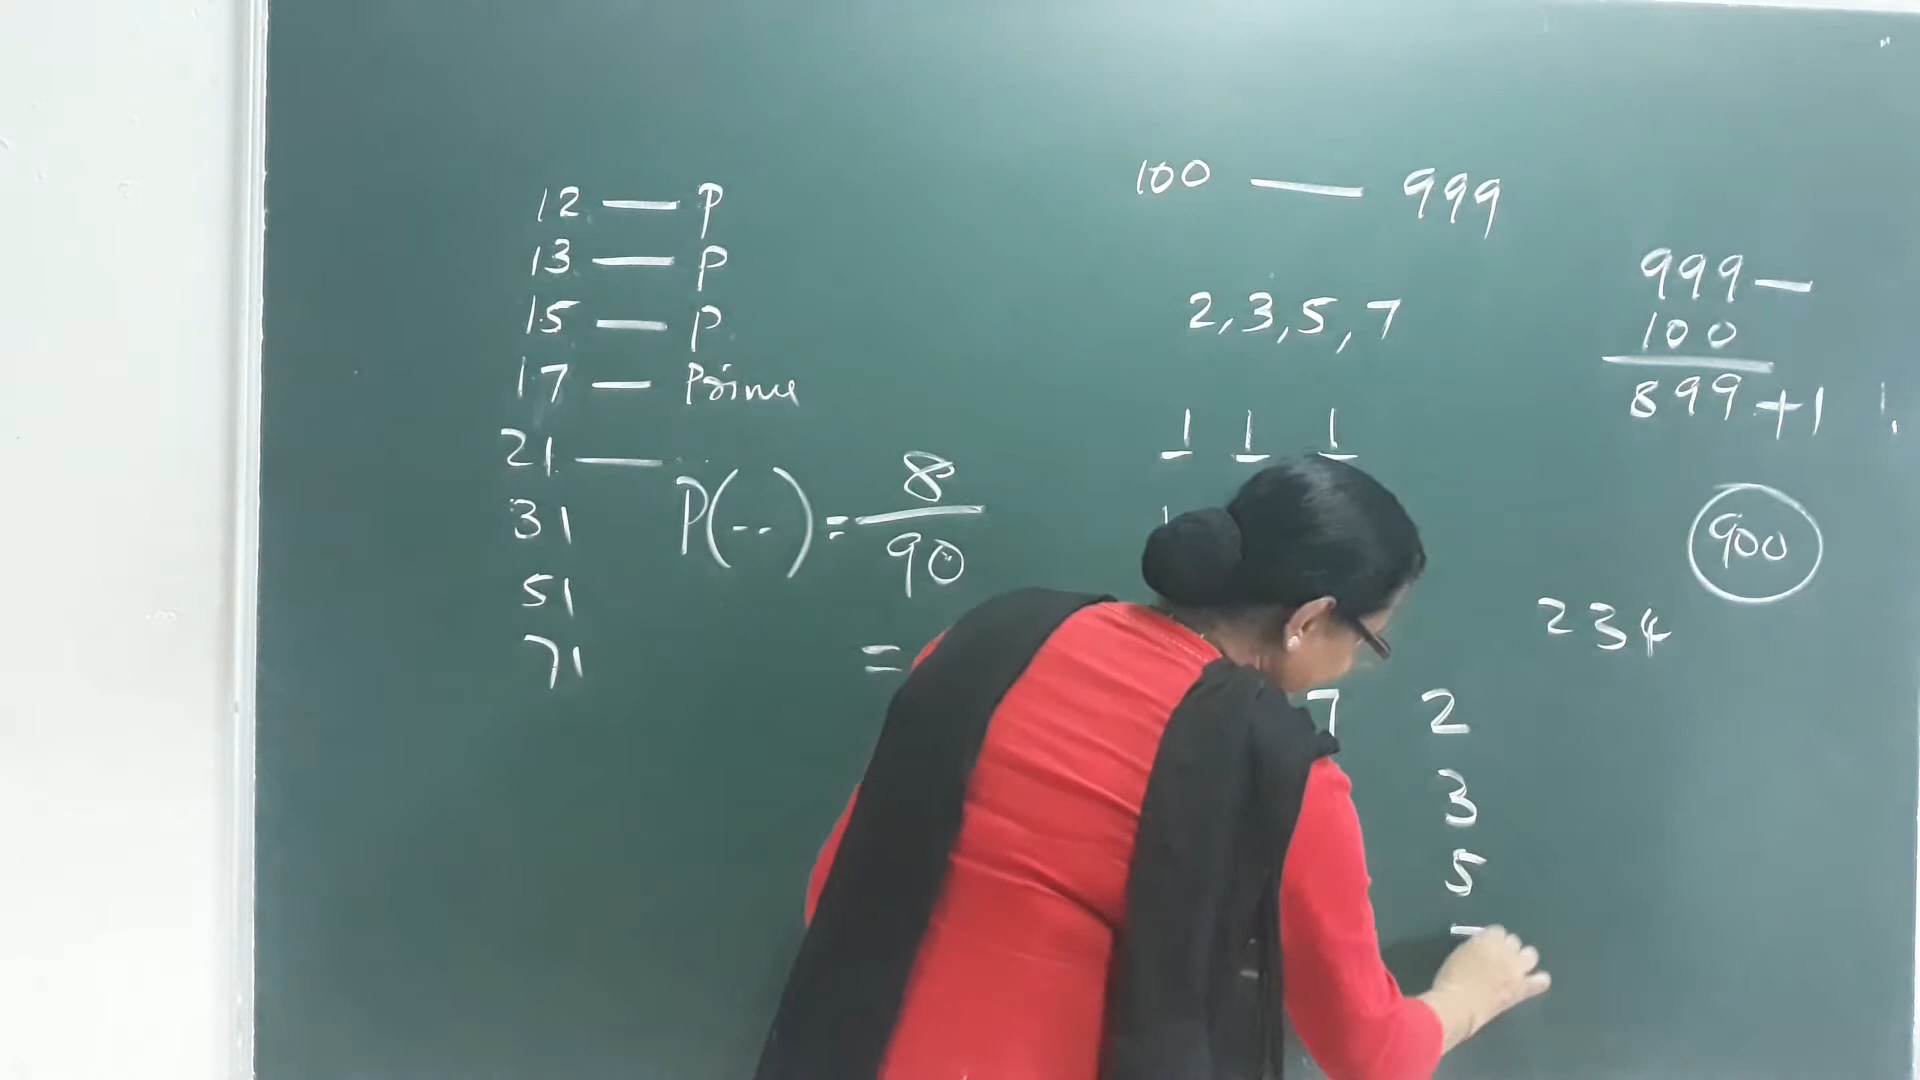 12 — P
13 — P
15 — P
17 — Prime
21 —
31
51
71
P(--) = 8/90
=
100 — 999
2, 3, 5, 7
1 1 1
1
7 2
3
5
999 —
100
899 + 1
900
234